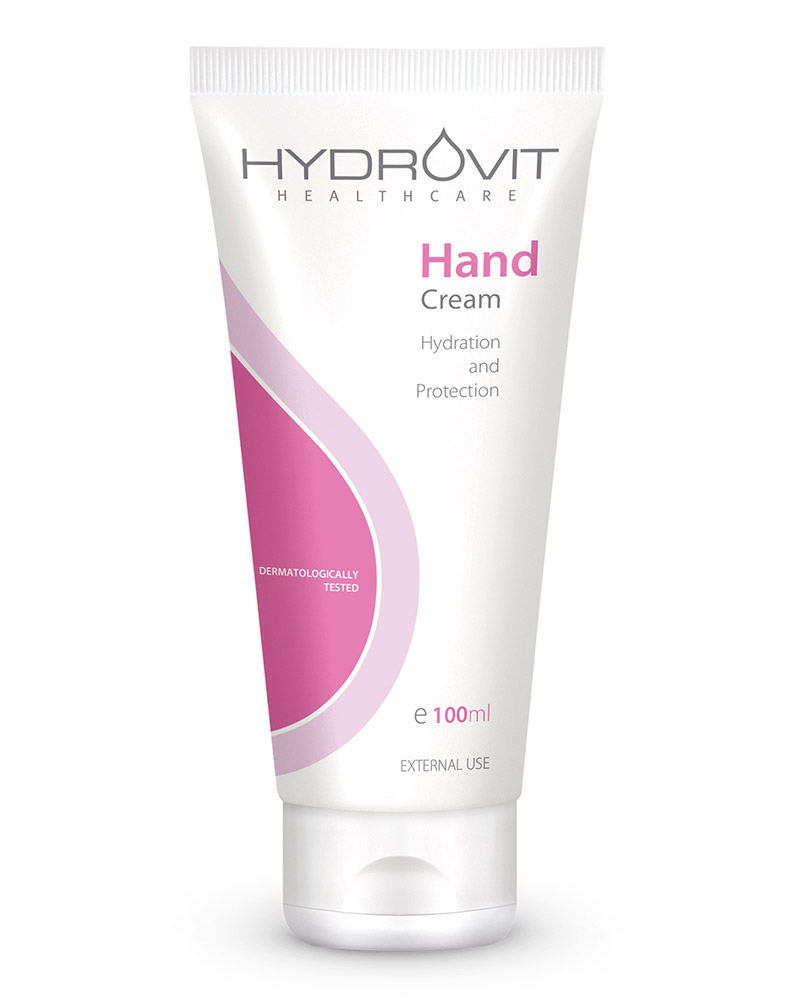 HYDROVIT
HEALTHCARE
Hand
Cream
Hydration
and
Protection
DERMATOLOGICALLY
TESTED
e 100ml
EXTERNAL USE